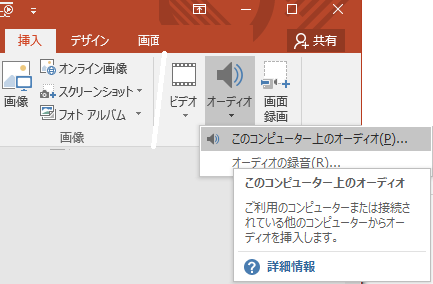 挿入 デザイン 画面
共有
オンライン画像
スクリーンショット
フォト アルバム
画像
画像
ビデオ
オーディオ
画面
録画
このコンピューター上のオーディオ(P)...
オーディオの録音(R)...
このコンピューター上のオーディオ
ご利用のコンピューターまたは接続さ
れている他のコンピューターからオー
ディオを挿入します。
詳細情報